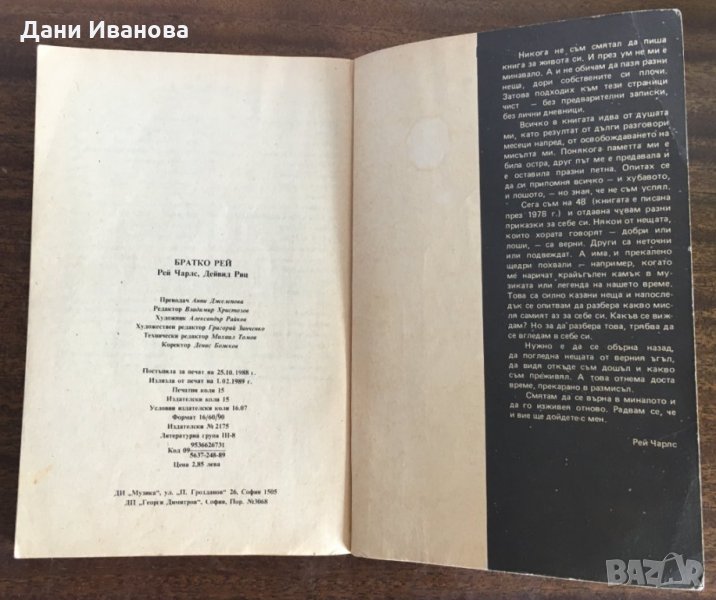 Дани Иванова
БРАТКО РЕЙ
Рей Чарлс, Дейвид Риц
Преводач Анни Джелепова
Редактор Владимир Христозов
Художник Александър Райков
Художествен редактор Григорий Зинченко
Технически редактор Михаил Томов
Коректор Денис Божков
Постъпила за печат на 25.10. 1988 г.
Излязла от печат на 1.02. 1989 г.
Печатни коли 15
Издателски коли 15
Условни издателски коли 16.07
Формат 16/60/90
Издателски № 2175
Литературна група III-8
9536626731
Код 09
5637-248-89
Цена 2,85 лева
ДИ „Музика“, ул. „П. Грозданов“ 26, София 1505
ДП „Георги Димитров“, София, Пор. №3068
Никога не съм смятал да пиша
книга за живота си. И през ум не ми е
минавало. А и не обичам да пазя разни
неща, дори собствените си плочи.
Затова подходих към тези страници
чист — без предварителни записки,
без лични дневници.
Всичко в книгата идва от душата
ми, като резултат от дълги разговори
месеци напред, от освобождаването на
мисълта ми. Понякога паметта ми е
била остра, друг път ме е предавала и
е оставила празни петна. Опитах се
да си припомня всичко — и хубавото,
и лошото, — но зная, че не съм успял.
Сега съм на 48 (книгата е писана
през 1978 г.) и отдавна чувам разни
приказки за себе си. Някои от нещата,
които хората говорят — добри или
лоши, — са верни. Други са неточни
или подвеждат. А има, и прекалено
щедри похвали — например, когато
ме наричат крайъгълен камък в му-
зиката или легенда на нашето време.
Това са силно казани неща и напосле-
дък се опитвам да разбера какво мис-
ля самият аз за себе си. Какъв се виж-
дам? Но за да разбера това, трябва да
се вгледам в себе си.
Нужно е да се обърна назад,
да погледна нещата от верния ъгъл,
да видя откъде съм дошъл и какво
съм преживял. А това отнема доста
време, прекарано в размисъл.
Смятам да се върна в миналото и
да го изживея отново. Радвам се, че
и вие ще дойдете с мен.
Рей Чарлс
BAZAR